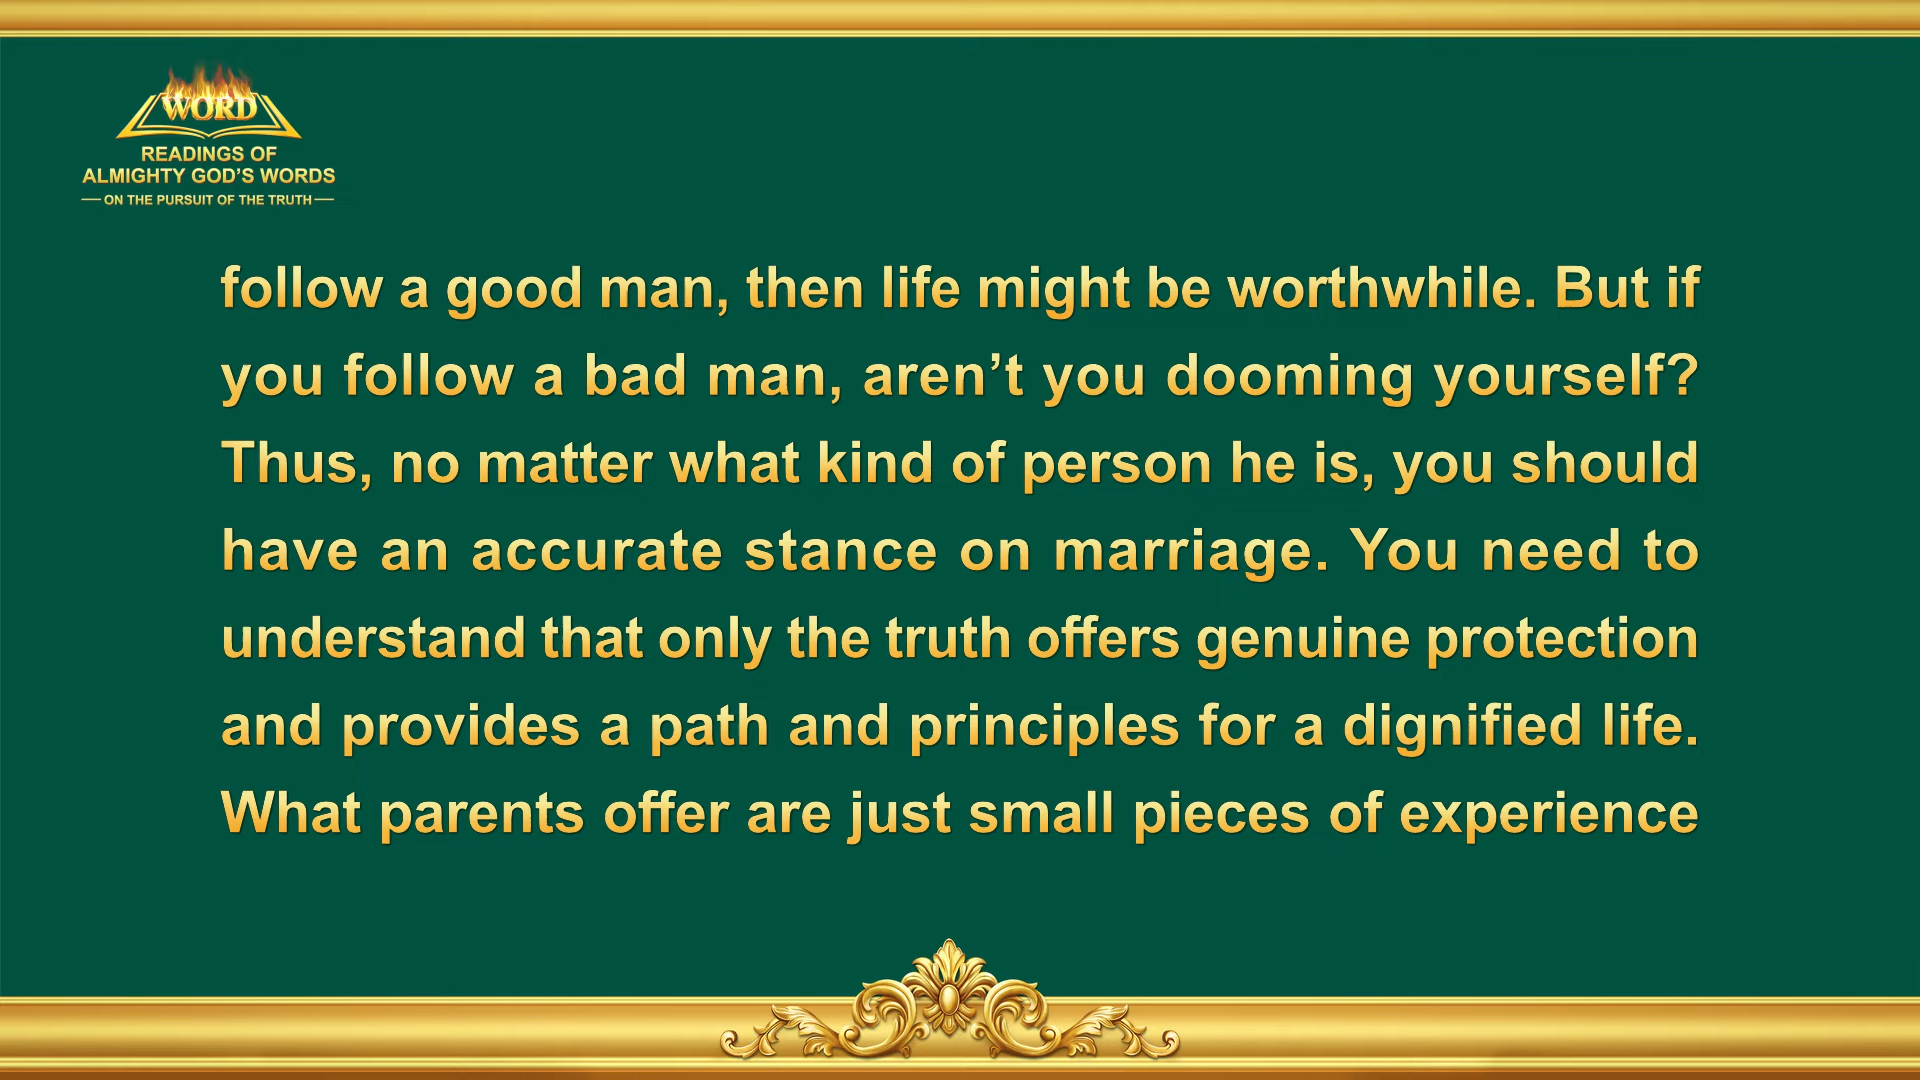 WORD
READINGS OF
ALMIGHTY GOD’S WORDS
ON THE PURSUIT OF THE TRUTH
follow a good man, then life might be worthwhile. But if
you follow a bad man, aren’t you dooming yourself?
Thus, no matter what kind of person he is, you should
have an accurate stance on marriage. You need to
understand that only the truth offers genuine protection
and provides a path and principles for a dignified life.
What parents offer are just small pieces of experience